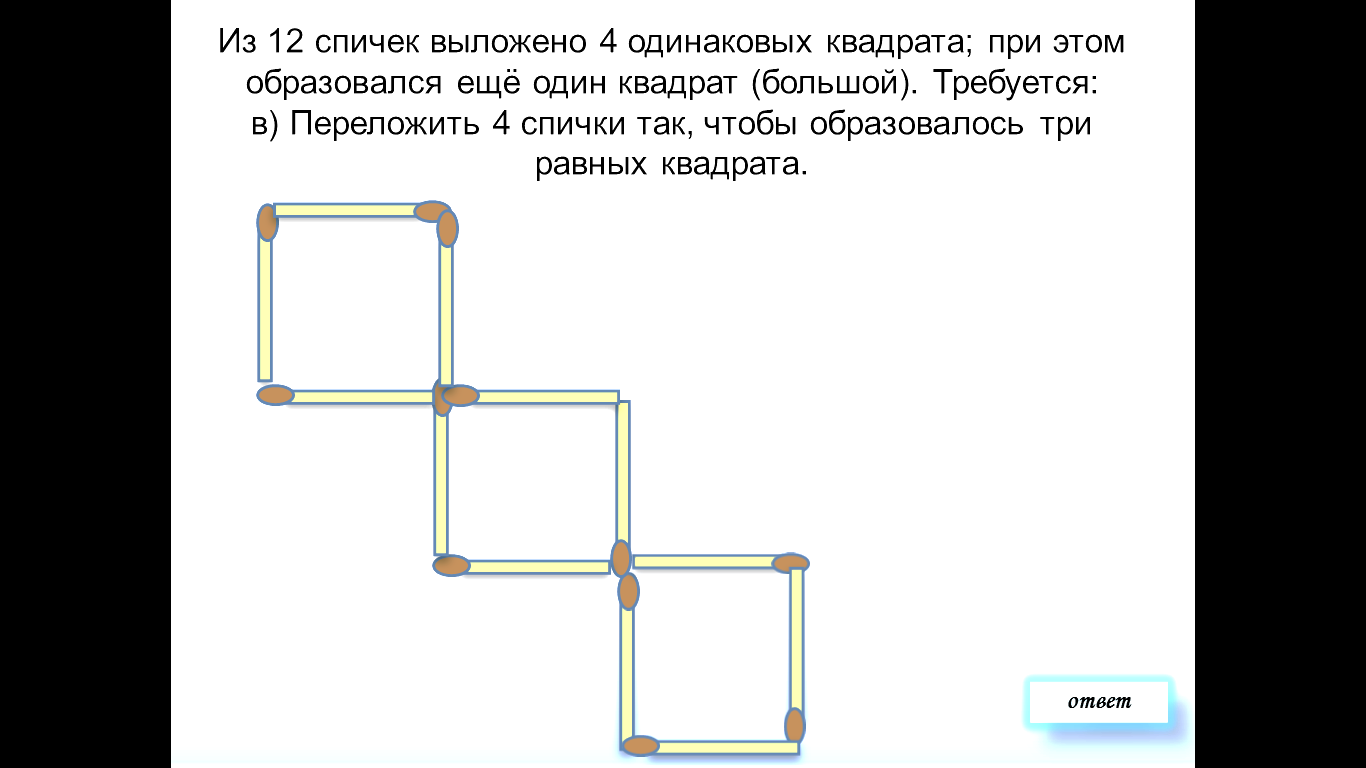 Из 12 спичек выложено 4 одинаковых квадрата; при этом
образовался ещё один квадрат (большой). Требуется:
в) Переложить 4 спички так, чтобы образовалось три
равных квадрата.
ответ